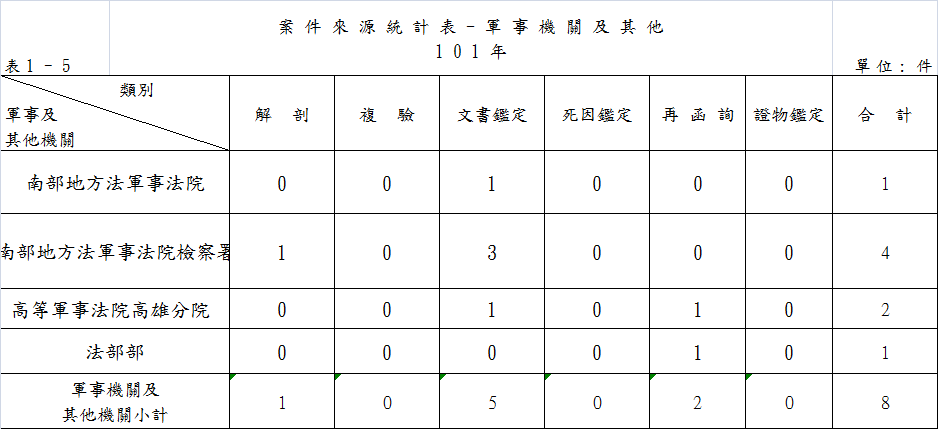 案件來源統計表-軍事機關及其他
101年
表1-5 單位:件
類別
軍事及
其他機關
解剖 複驗 文書鑑定 死因鑑定 再函詢 證物鑑定 合計
南部地方法軍事法院 0 0 1 0 0 0 1
南部地方法軍事法院檢察署 1 0 3 0 0 0 4
高等軍事法院高雄分院 0 0 1 0 1 0 2
法部部 0 0 0 0 1 0 1
軍事機關及
其他機關小計 1 0 5 0 2 0 8